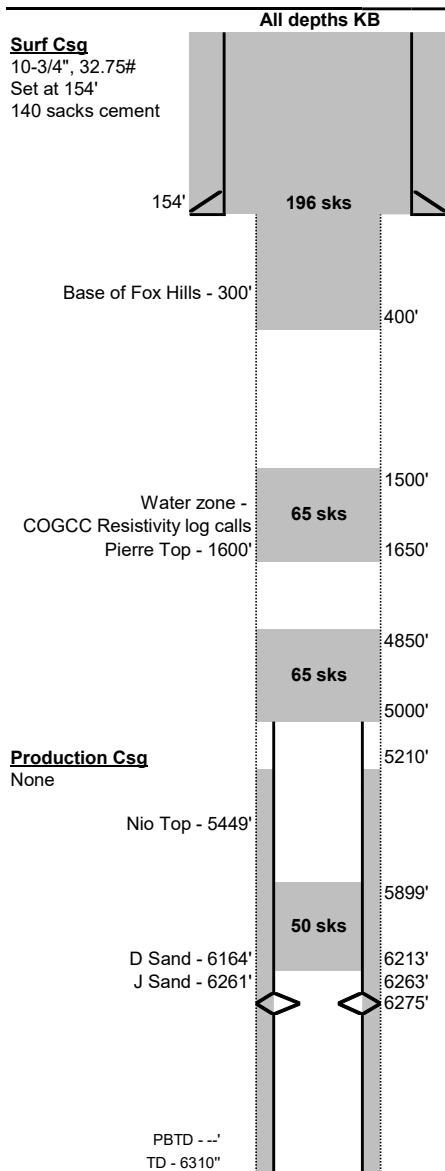 All depths KB
Surf Csg
10-3/4", 32.75#
Set at 154'
140 sacks cement
154'
196 sks
Base of Fox Hills - 300'
400'
1500'
Water zone -
COGCC Resistivity log calls
65 sks
Pierre Top - 1600'
1650'
4850'
65 sks
5000'
Production Csg
5210'
None
Nio Top - 5449'
5899'
50 sks
D Sand - 6164'
6213'
J Sand - 6261'
6263'
6275'
PBTD - --'
TD - 6310"